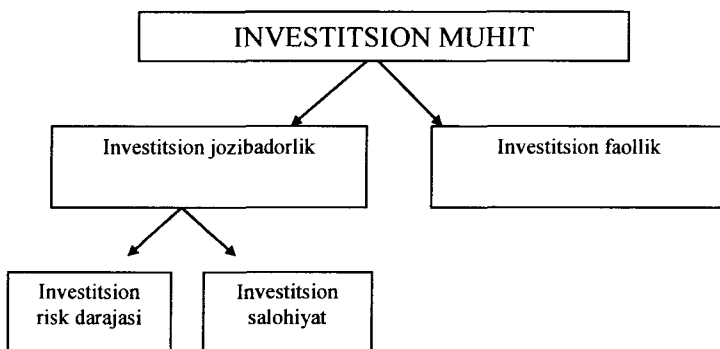 INVESTITSION MUHIT
Investitsion jozibadorlik
Investitsion faollik
Investitsion
risk darajasi
Investitsion
salohiyat